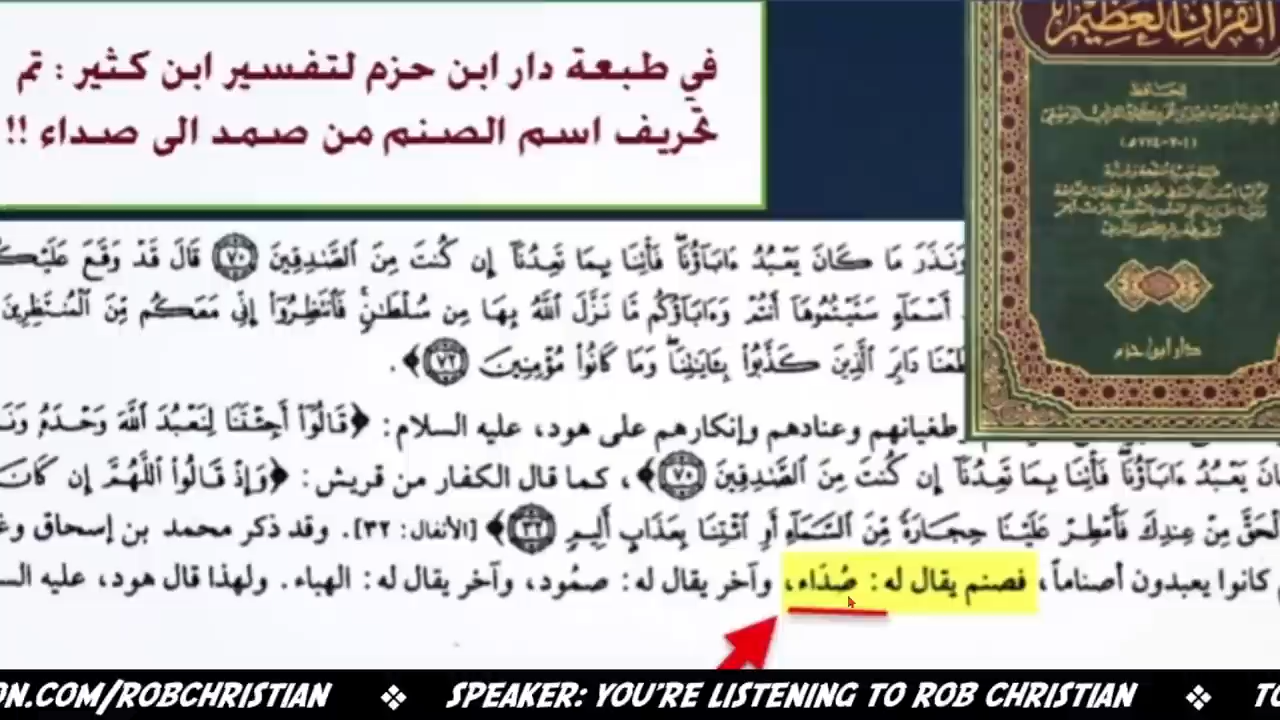 في طبعة دار ابن حزم لتفسير ابن كثير : تم
تحريف اسم الصنم من صمد الى صداء !!
القرآن العظيم
للحافظ
دار ابن حزم
وَنَذَرَ مَا كَانَ يَعْبُدُ ءَابَآؤُنَا فَأْتِنَا بِمَا تَعِدُنَآ إِن كُنتَ مِنَ ٱلصَّٰدِقِينَ ﴿٧٠﴾ قَالَ قَدْ وَقَعَ
أَسْمَآءٍ سَمَّيْتُمُوهَآ أَنتُمْ وَءَابَآؤُكُم مَّا نَزَّلَ ٱللَّهُ بِهَا مِن سُلْطَٰنٍ فَٱنتَظِرُوٓا۟ إِنِّي مَعَكُم مِّنَ ٱلْمُنتَظِرِينَ
دَابِرَ ٱلَّذِينَ كَذَّبُوا۟ بِـَٔايَٰتِنَا وَمَا كَانُوا۟ مُؤْمِنِينَ ﴿٧٢﴾ .
طغيانهم وعنادهم وإنكارهم على هود، عليه السلام: ﴿قَالُوٓا۟ أَجِئْتَنَا لِنَعْبُدَ ٱللَّهَ وَحْدَهُۥ
يَعْبُدُ ءَابَآؤُنَا فَأْتِنَا بِمَا تَعِدُنَآ إِن كُنتَ مِنَ ٱلصَّٰدِقِينَ ﴿٧٠﴾، كما قال الكفار من قريش: ﴿وَإِذْ قَالُوا۟ ٱللَّهُمَّ إِن كَانَ
مِنْ عِندِكَ فَأَمْطِرْ عَلَيْنَا حِجَارَةً مِّنَ ٱلسَّمَآءِ أَوِ ٱئْتِنَا بِعَذَابٍ أَلِيمٍ ﴿٣٢﴾ [الأنفال: ٣٢]. وقد ذكر محمد بن إسحاق
كانوا يعبدون أصناماً، فصنم يقال له: صُدَاء، وآخر يقال له: صمُود، وآخر يقال له: الهباء. ولهذا قال هود، عليه
ON.COM/ROBCHRISTIAN ❖ SPEAKER: YOU'RE LISTENING TO ROB CHRISTIAN ❖ TO